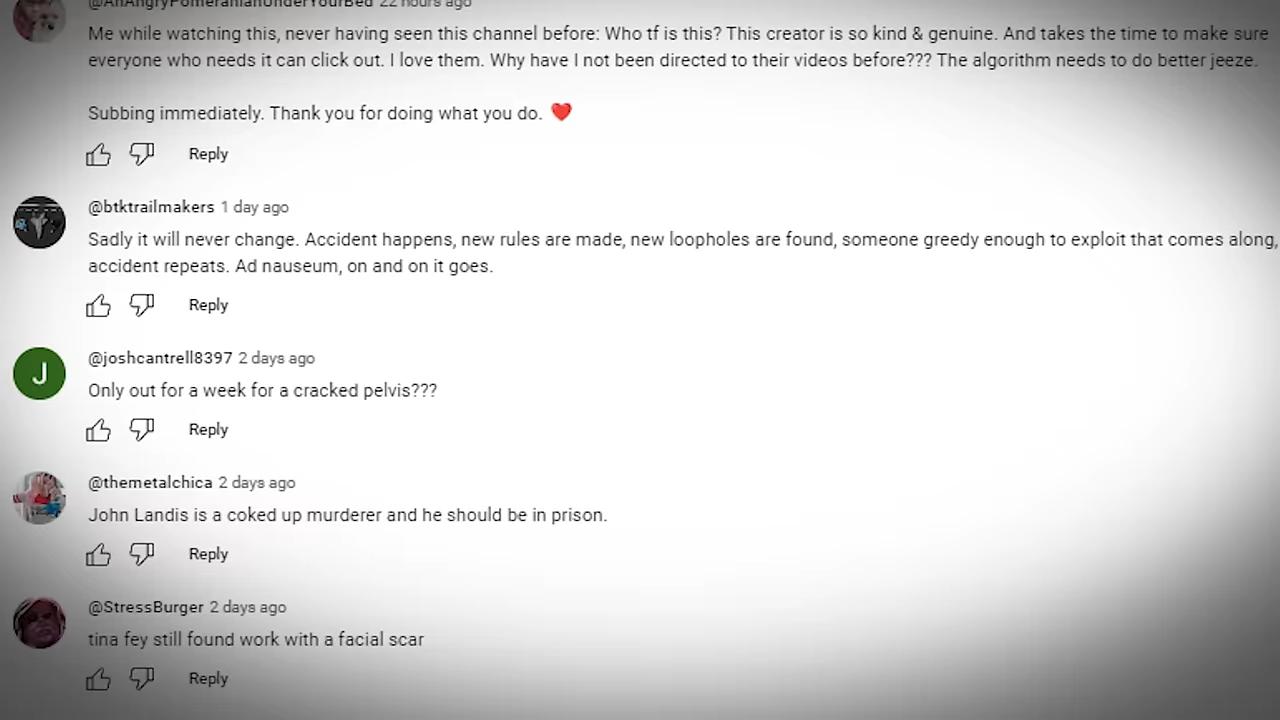 @AnAngryPomeranianUnderYourBed 22 hours ago
Me while watching this, never having seen this channel before: Who tf is this? This creator is so kind & genuine. And takes the time to make sure
everyone who needs it can click out. I love them. Why have I not been directed to their videos before??? The algorithm needs to do better jeeze.
Subbing immediately. Thank you for doing what you do. ❤️
Reply
@btktrailmakers 1 day ago
Sadly it will never change. Accident happens, new rules are made, new loopholes are found, someone greedy enough to exploit that comes along,
accident repeats. Ad nauseum, on and on it goes.
Reply
J
@joshcantrell8397 2 days ago
Only out for a week for a cracked pelvis???
Reply
@themetalchica 2 days ago
John Landis is a coked up murderer and he should be in prison.
Reply
@StressBurger 2 days ago
tina fey still found work with a facial scar
Reply